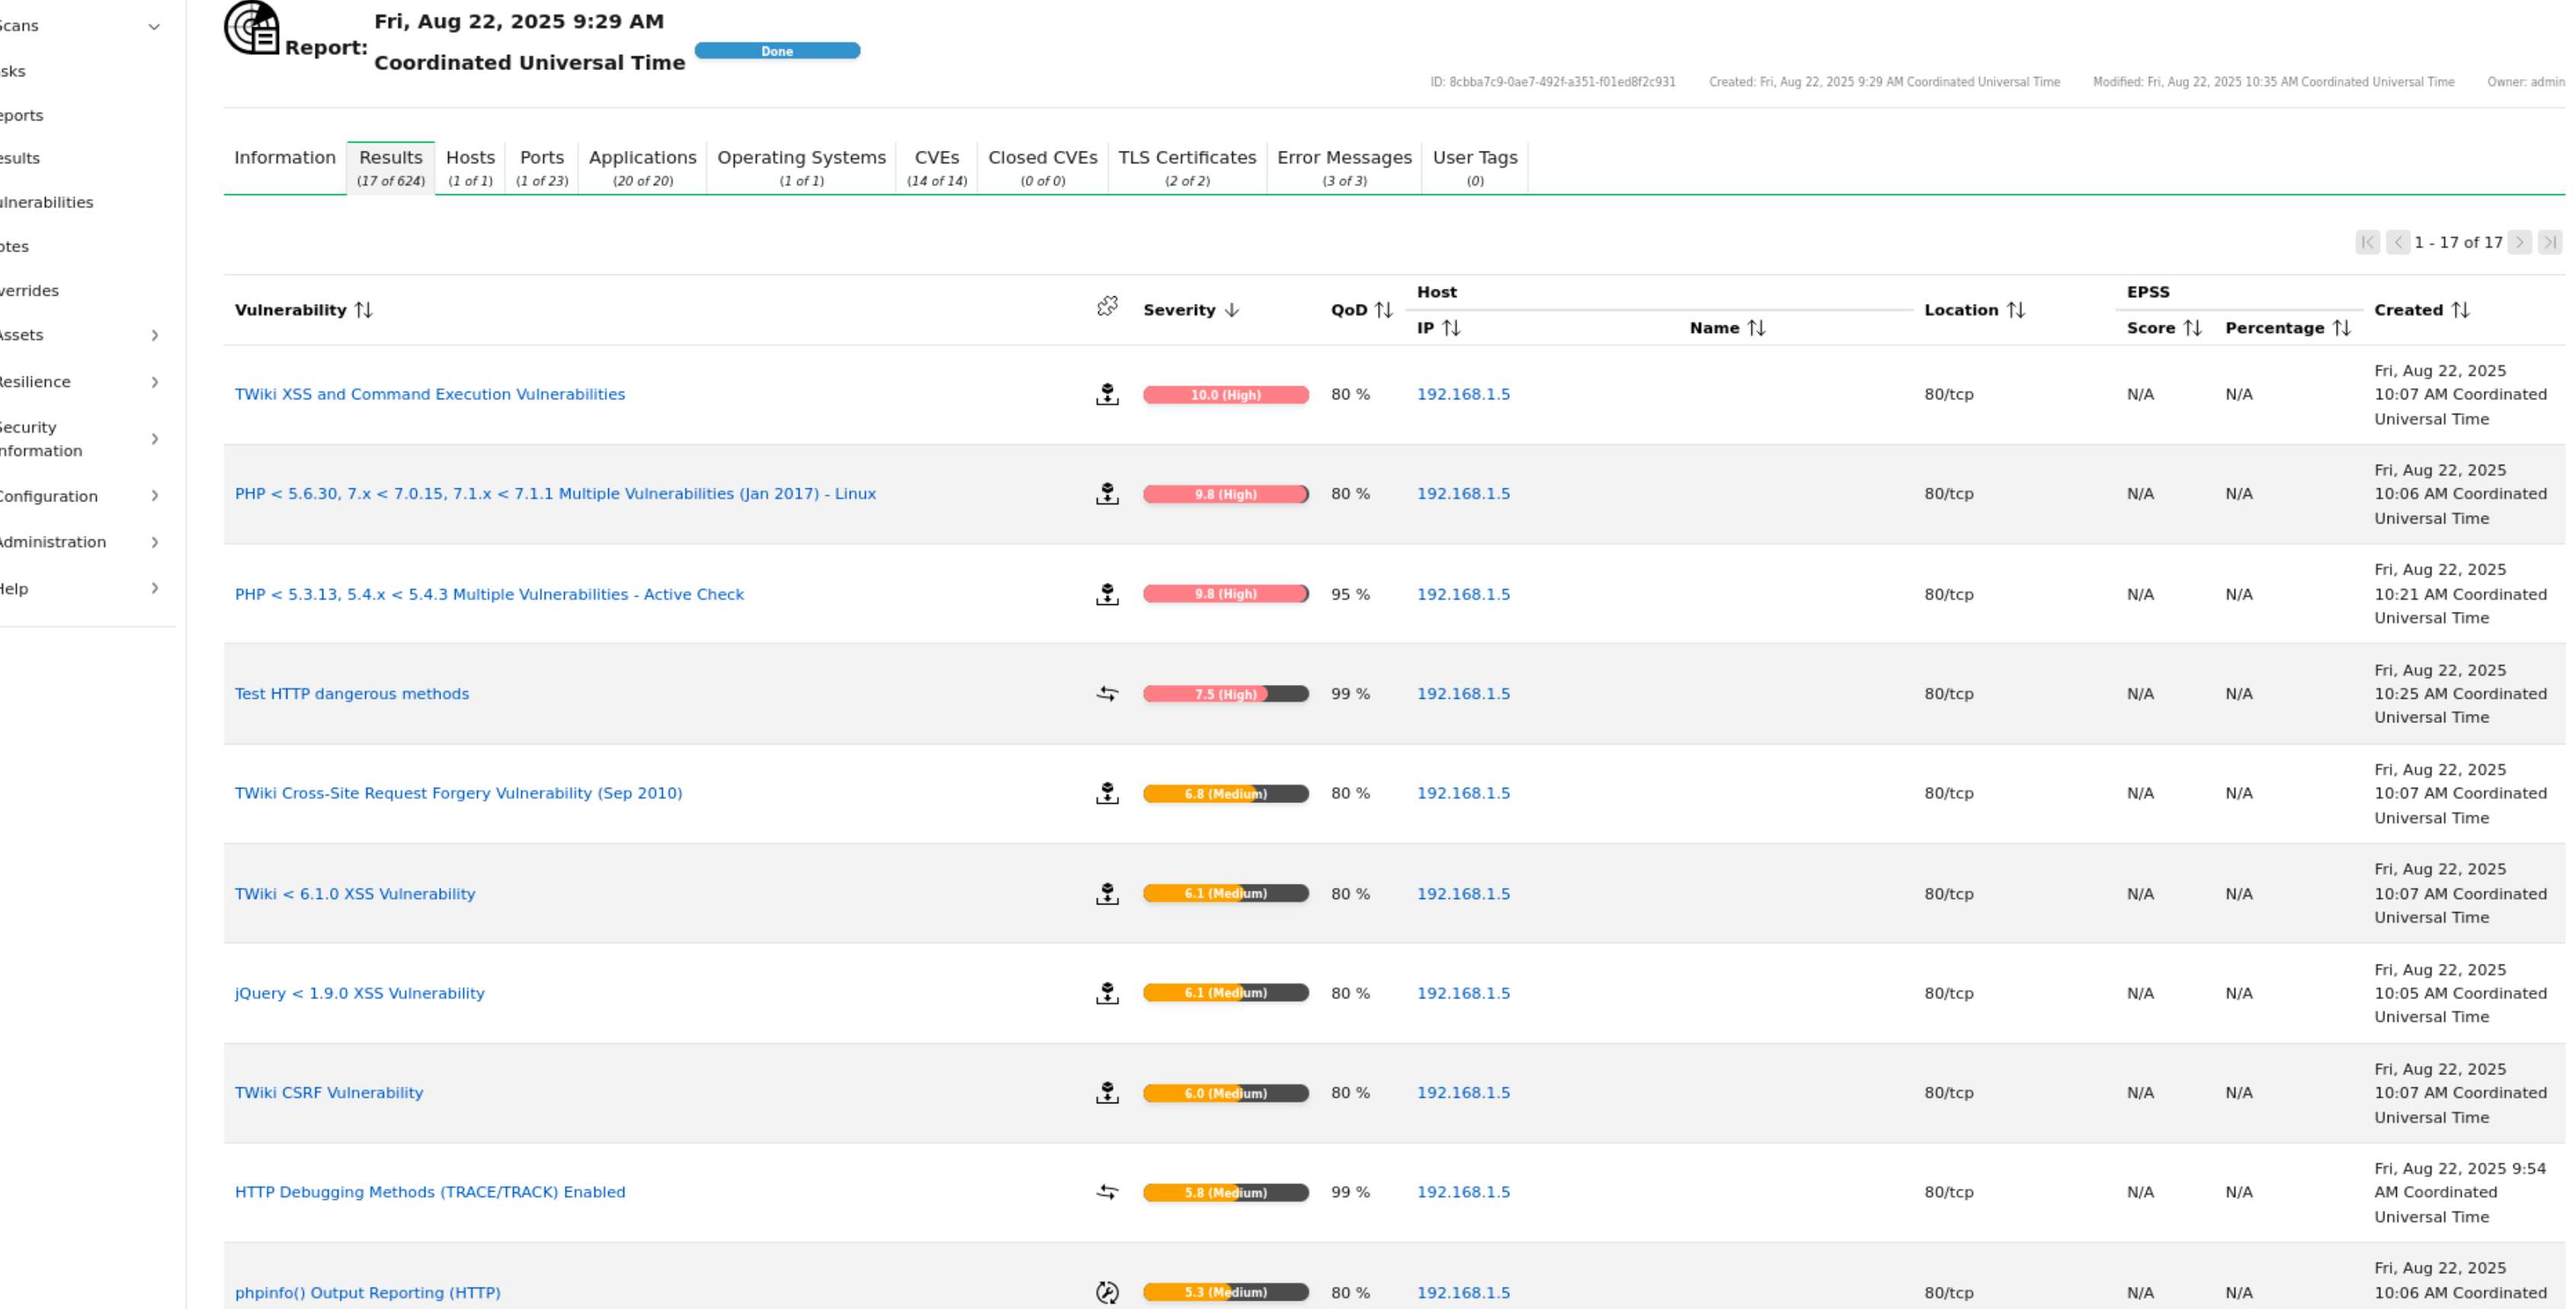 Scans
Report:
Fri, Aug 22, 2025 9:29 AM
Coordinated Universal Time
Done
ID: 8cbba7c9-0ae7-492f-a351-f01ed8f2c931 Created: Fri, Aug 22, 2025 9:29 AM Coordinated Universal Time Modified: Fri, Aug 22, 2025 10:35 AM Coordinated Universal Time Owner: admin
sks
eports
esults
ulnerabilities
otes
verrides
Assets
Resilience
Security
nformation
Configuration
Administration
Help
Information Results Hosts Ports Applications Operating Systems CVEs Closed CVEs TLS Certificates Error Messages User Tags
(17 of 624) (1 of 1) (1 of 23) (20 of 20) (1 of 1) (14 of 14) (0 of 0) (2 of 2) (3 of 3) (0)
1 - 17 of 17
Vulnerability Severity QoD Host Location EPSS Created
IP Name Score Percentage
TWiki XSS and Command Execution Vulnerabilities 10.0 (High) 80 % 192.168.1.5 80/tcp N/A N/A Fri, Aug 22, 2025
10:07 AM Coordinated
Universal Time
PHP < 5.6.30, 7.x < 7.0.15, 7.1.x < 7.1.1 Multiple Vulnerabilities (Jan 2017) - Linux 9.8 (High) 80 % 192.168.1.5 80/tcp N/A N/A Fri, Aug 22, 2025
10:06 AM Coordinated
Universal Time
PHP < 5.3.13, 5.4.x < 5.4.3 Multiple Vulnerabilities - Active Check 9.8 (High) 95 % 192.168.1.5 80/tcp N/A N/A Fri, Aug 22, 2025
10:21 AM Coordinated
Universal Time
Test HTTP dangerous methods 7.5 (High) 99 % 192.168.1.5 80/tcp N/A N/A Fri, Aug 22, 2025
10:25 AM Coordinated
Universal Time
TWiki Cross-Site Request Forgery Vulnerability (Sep 2010) 6.8 (Medium) 80 % 192.168.1.5 80/tcp N/A N/A Fri, Aug 22, 2025
10:07 AM Coordinated
Universal Time
TWiki < 6.1.0 XSS Vulnerability 6.1 (Medium) 80 % 192.168.1.5 80/tcp N/A N/A Fri, Aug 22, 2025
10:07 AM Coordinated
Universal Time
jQuery < 1.9.0 XSS Vulnerability 6.1 (Medium) 80 % 192.168.1.5 80/tcp N/A N/A Fri, Aug 22, 2025
10:05 AM Coordinated
Universal Time
TWiki CSRF Vulnerability 6.0 (Medium) 80 % 192.168.1.5 80/tcp N/A N/A Fri, Aug 22, 2025
10:07 AM Coordinated
Universal Time
HTTP Debugging Methods (TRACE/TRACK) Enabled 5.8 (Medium) 99 % 192.168.1.5 80/tcp N/A N/A Fri, Aug 22, 2025 9:54
AM Coordinated
Universal Time
phpinfo() Output Reporting (HTTP) 5.3 (Medium) 80 % 192.168.1.5 80/tcp N/A N/A Fri, Aug 22, 2025
10:06 AM Coordinated